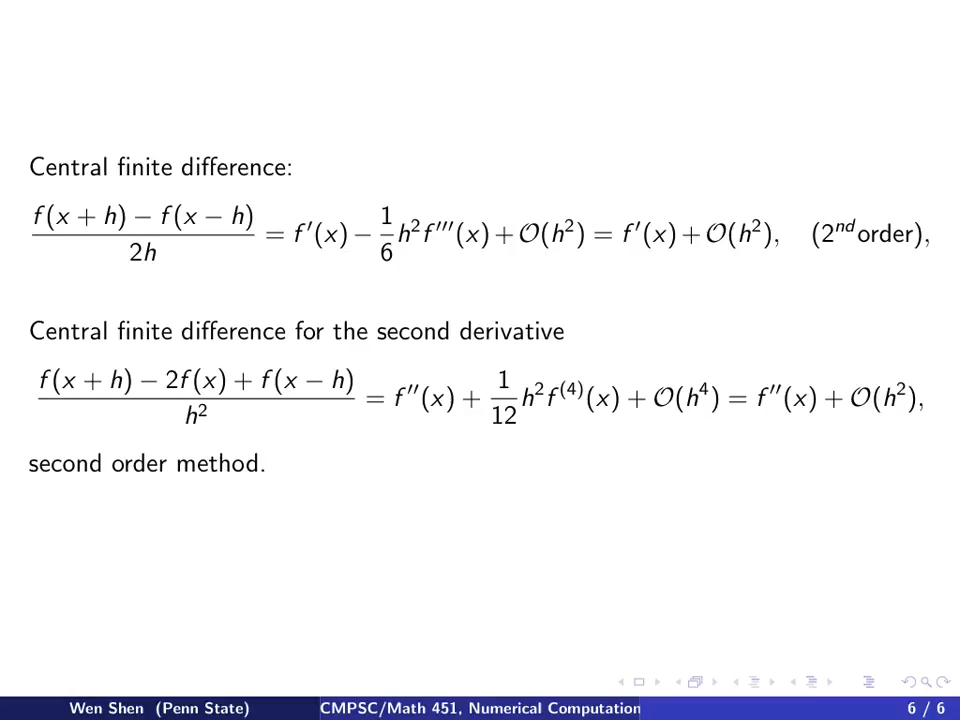 Central finite difference:
f(x + h) − f(x − h) / 2h = f′(x) − 1/6 h²f′′′(x) + O(h²) = f′(x) + O(h²), (2ⁿᵈ order),
Central finite difference for the second derivative
f(x + h) − 2f(x) + f(x − h) / h² = f′′(x) + 1/12 h²f⁽⁴⁾(x) + O(h⁴) = f′′(x) + O(h²),
second order method.
Wen Shen (Penn State) CMPSC/Math 451, Numerical Computation 6 / 6